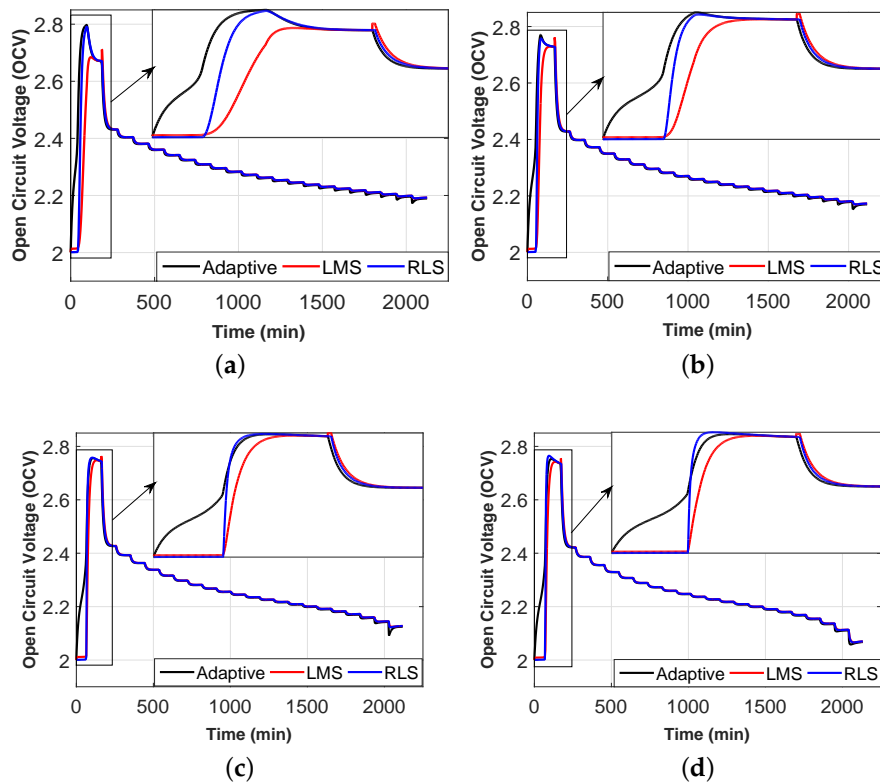 Open Circuit Voltage (OCV)
2.8
2.6
2.4
2.2
2
Adaptive LMS RLS
0 500 1000 1500 2000
Time (min)
(a)
Open Circuit Voltage (OCV)
2.8
2.6
2.4
2.2
2
Adaptive LMS RLS
0 500 1000 1500 2000
Time (min)
(b)
Open Circuit Voltage (OCV)
2.8
2.6
2.4
2.2
2
Adaptive LMS RLS
0 500 1000 1500 2000
Time (min)
(c)
Open Circuit Voltage (OCV)
2.8
2.6
2.4
2.2
2
Adaptive LMS RLS
0 500 1000 1500 2000
Time (min)
(d)